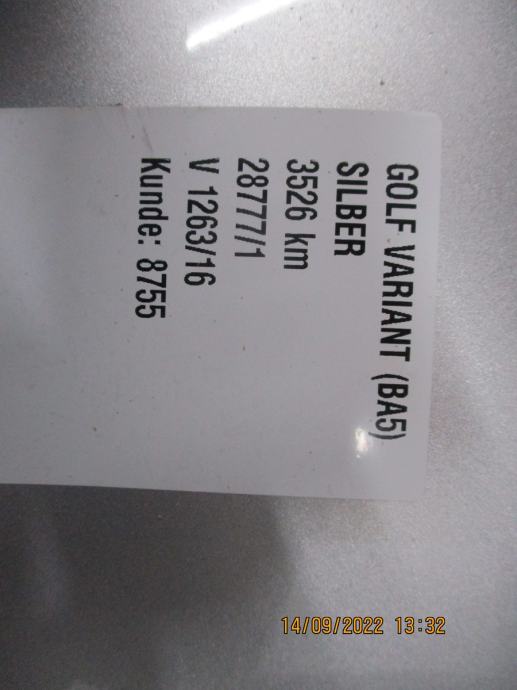 GOLF VARIANT (BA5)
SILBER
3526 km
28777/1
V 1263/16
Kunde: 8755
14/09/2022 13:32